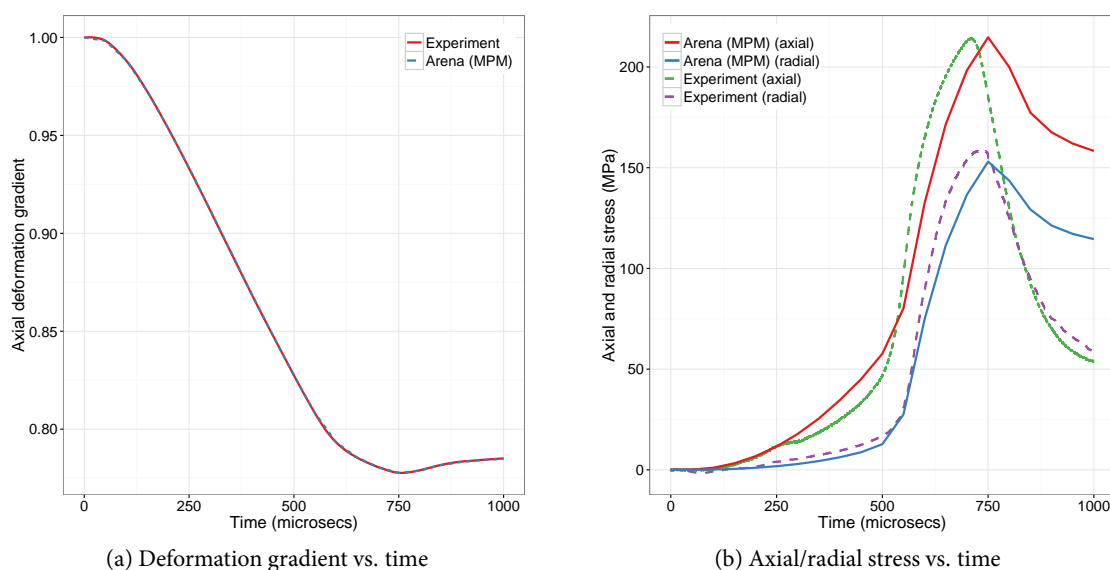 1.00
0.95
0.90
0.85
0.80
Axial deformation gradient
Experiment
Arena (MPM)
0
250
500
750
1000
Time (microsecs)
(a) Deformation gradient vs. time
200
150
100
50
0
Axial and radial stress (MPa)
Arena (MPM) (axial)
Arena (MPM) (radial)
Experiment (axial)
Experiment (radial)
0
250
500
750
1000
Time (microsecs)
(b) Axial/radial stress vs. time